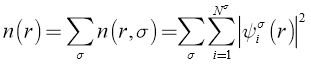 n(r) = ∑_σ n(r,σ) = ∑_σ ∑_{i=1}^{N^σ} |ψ_i^σ(r)|^2